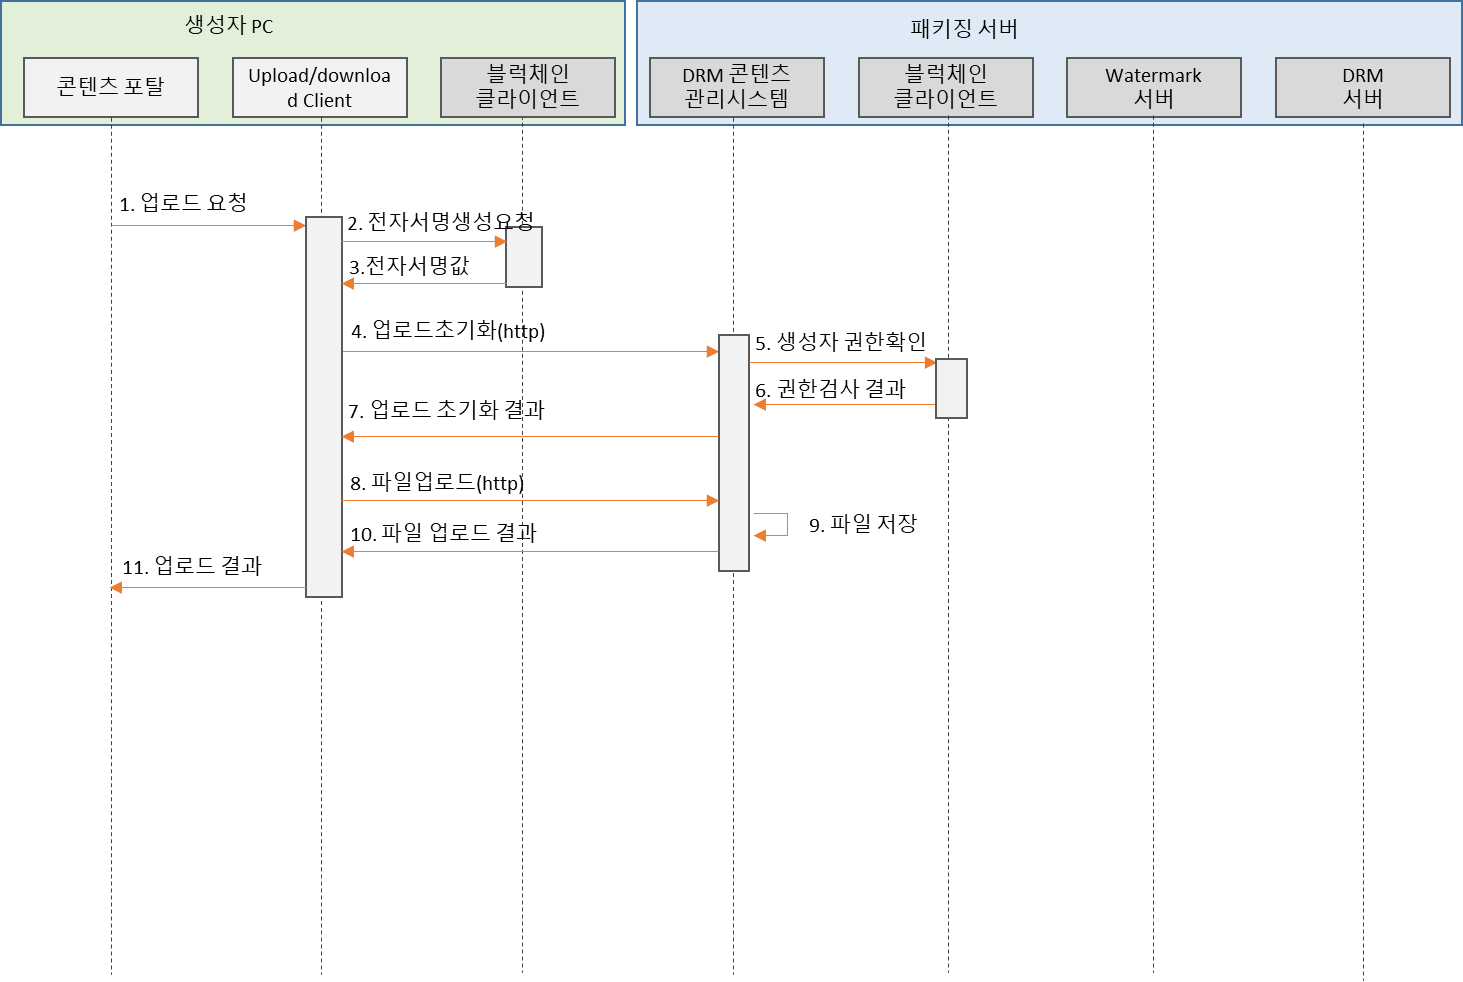 생성자 PC
패키징 서버
콘텐츠 포탈
Upload/downloa
d Client
블럭체인
클라이언트
DRM 콘텐츠
관리시스템
블럭체인
클라이언트
Watermark
서버
DRM
서버
1. 업로드 요청
2. 전자서명생성요청
3.전자서명값
4. 업로드초기화(http)
5. 생성자 권한확인
6. 권한검사 결과
7. 업로드 초기화 결과
8. 파일업로드(http)
9. 파일 저장
10. 파일 업로드 결과
11. 업로드 결과